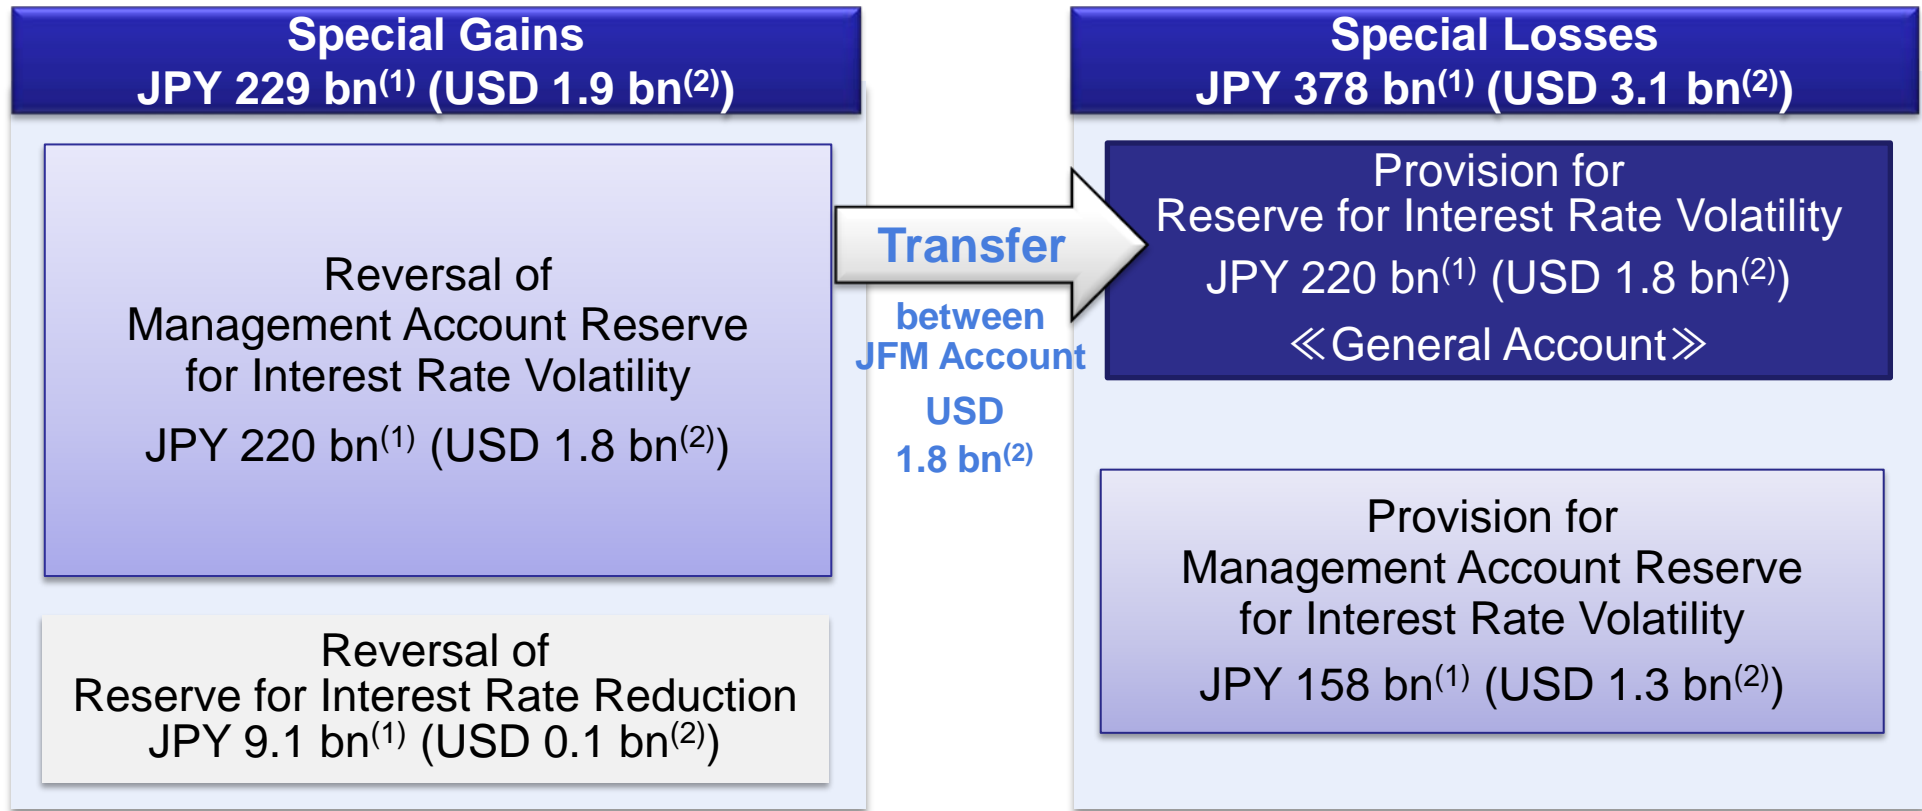 Special Gains
JPY 229 bn(1) (USD 1.9 bn(2))
Reversal of
Management Account Reserve
for Interest Rate Volatility
JPY 220 bn(1) (USD 1.8 bn(2))
Reversal of
Reserve for Interest Rate Reduction
JPY 9.1 bn(1) (USD 0.1 bn(2))
Transfer
between
JFM Account
USD
1.8 bn(2)
Special Losses
JPY 378 bn(1) (USD 3.1 bn(2))
Provision for
Reserve for Interest Rate Volatility
JPY 220 bn(1) (USD 1.8 bn(2))
≪General Account≫
Provision for
Management Account Reserve
for Interest Rate Volatility
JPY 158 bn(1) (USD 1.3 bn(2))